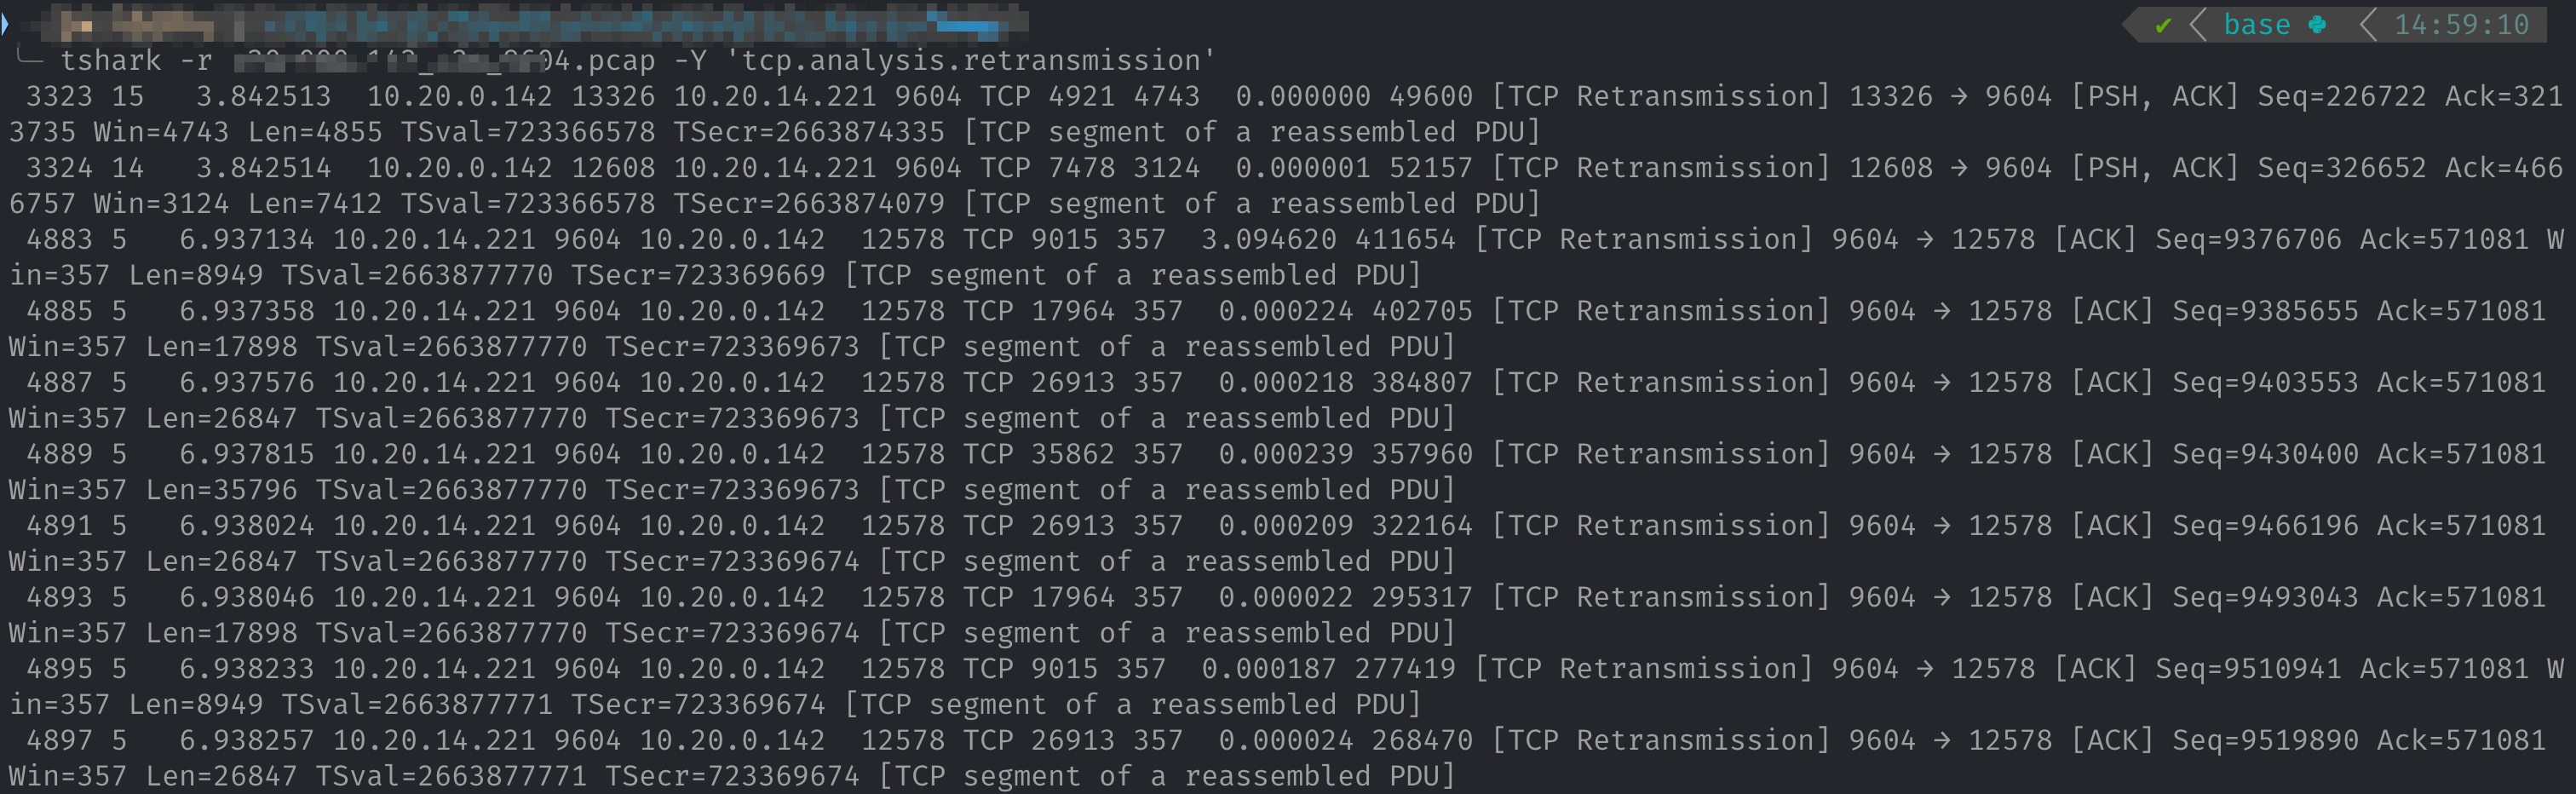 ✔ base 14:59:10
tshark -r 04.pcap -Y 'tcp.analysis.retransmission'
3323 15 3.842513 10.20.0.142 13326 10.20.14.221 9604 TCP 4921 4743 0.000000 49600 [TCP Retransmission] 13326 → 9604 [PSH, ACK] Seq=226722 Ack=321
3735 Win=4743 Len=4855 TSval=723366578 TSecr=2663874335 [TCP segment of a reassembled PDU]
3324 14 3.842514 10.20.0.142 12608 10.20.14.221 9604 TCP 7478 3124 0.000001 52157 [TCP Retransmission] 12608 → 9604 [PSH, ACK] Seq=326652 Ack=466
6757 Win=3124 Len=7412 TSval=723366578 TSecr=2663874079 [TCP segment of a reassembled PDU]
4883 5 6.937134 10.20.14.221 9604 10.20.0.142 12578 TCP 9015 357 3.094620 411654 [TCP Retransmission] 9604 → 12578 [ACK] Seq=9376706 Ack=571081 W
in=357 Len=8949 TSval=2663877770 TSecr=723369669 [TCP segment of a reassembled PDU]
4885 5 6.937358 10.20.14.221 9604 10.20.0.142 12578 TCP 17964 357 0.000224 402705 [TCP Retransmission] 9604 → 12578 [ACK] Seq=9385655 Ack=571081
Win=357 Len=17898 TSval=2663877770 TSecr=723369673 [TCP segment of a reassembled PDU]
4887 5 6.937576 10.20.14.221 9604 10.20.0.142 12578 TCP 26913 357 0.000218 384807 [TCP Retransmission] 9604 → 12578 [ACK] Seq=9403553 Ack=571081
Win=357 Len=26847 TSval=2663877770 TSecr=723369673 [TCP segment of a reassembled PDU]
4889 5 6.937815 10.20.14.221 9604 10.20.0.142 12578 TCP 35862 357 0.000239 357960 [TCP Retransmission] 9604 → 12578 [ACK] Seq=9430400 Ack=571081
Win=357 Len=35796 TSval=2663877770 TSecr=723369673 [TCP segment of a reassembled PDU]
4891 5 6.938024 10.20.14.221 9604 10.20.0.142 12578 TCP 26913 357 0.000209 322164 [TCP Retransmission] 9604 → 12578 [ACK] Seq=9466196 Ack=571081
Win=357 Len=26847 TSval=2663877770 TSecr=723369674 [TCP segment of a reassembled PDU]
4893 5 6.938046 10.20.14.221 9604 10.20.0.142 12578 TCP 17964 357 0.000022 295317 [TCP Retransmission] 9604 → 12578 [ACK] Seq=9493043 Ack=571081
Win=357 Len=17898 TSval=2663877770 TSecr=723369674 [TCP segment of a reassembled PDU]
4895 5 6.938233 10.20.14.221 9604 10.20.0.142 12578 TCP 9015 357 0.000187 277419 [TCP Retransmission] 9604 → 12578 [ACK] Seq=9510941 Ack=571081 W
in=357 Len=8949 TSval=2663877771 TSecr=723369674 [TCP segment of a reassembled PDU]
4897 5 6.938257 10.20.14.221 9604 10.20.0.142 12578 TCP 26913 357 0.000024 268470 [TCP Retransmission] 9604 → 12578 [ACK] Seq=9519890 Ack=571081
Win=357 Len=26847 TSval=2663877771 TSecr=723369674 [TCP segment of a reassembled PDU]